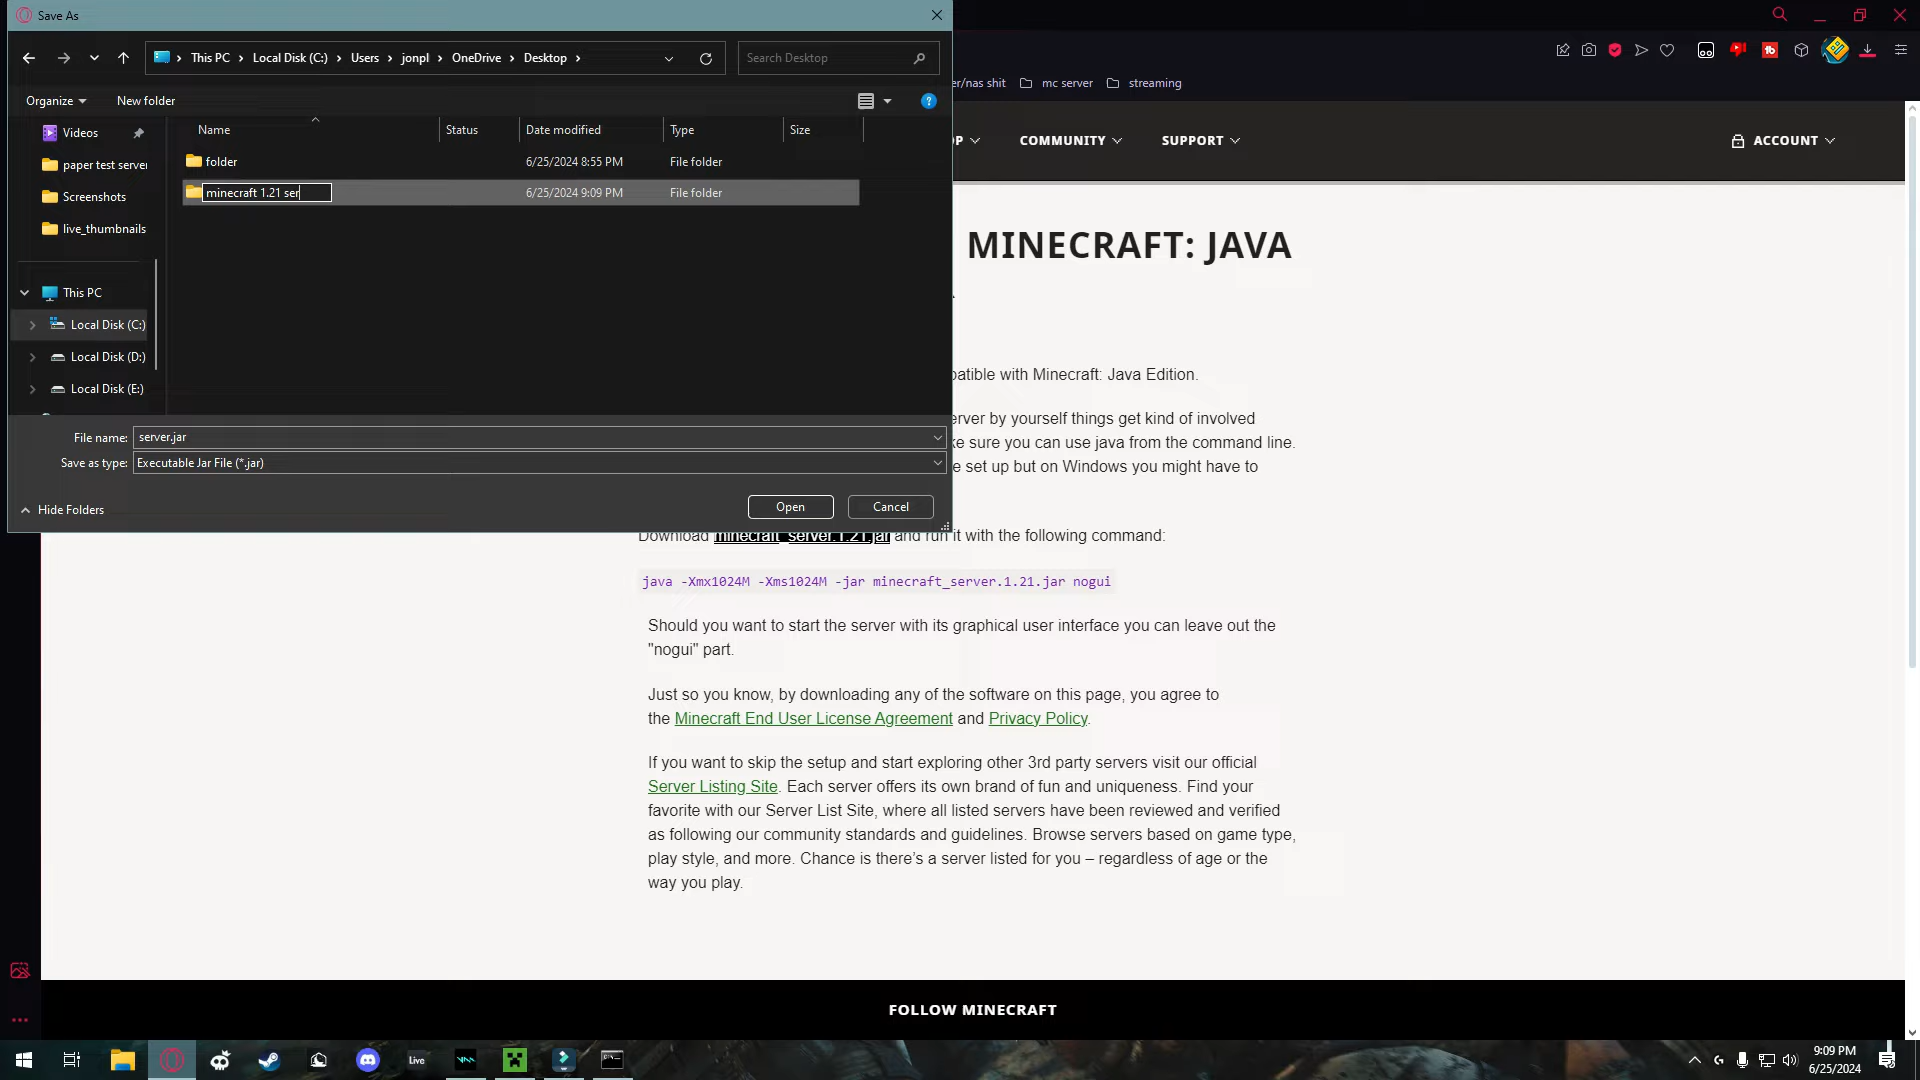 Save As
This PC
Local Disk (C:)
Users
jonpl
OneDrive
Desktop
Search Desktop
Organize
New folder
er/nas shit
mc server
streaming
Name
Status
Date modified
Type
Size
Videos
paper test server
Screenshots
live_thumbnails
This PC
Local Disk (C:)
Local Disk (D:)
Local Disk (E:)
folder
6/25/2024 8:55 PM
File folder
minecraft 1.21 ser
6/25/2024 9:09 PM
File folder
File name:
server.jar
Save as type:
Executable Jar File (*.jar)
Hide Folders
Open
Cancel
COMMUNITY
SUPPORT
ACCOUNT
MINECRAFT: JAVA
patible with Minecraft: Java Edition.
erver by yourself things get kind of involved
ke sure you can use java from the command line.
e set up but on Windows you might have to
Download minecraft_server.1.21.jar and run it with the following command:
java -Xmx1024M -Xms1024M -jar minecraft_server.1.21.jar nogui
Should you want to start the server with its graphical user interface you can leave out the
"nogui" part.
Just so you know, by downloading any of the software on this page, you agree to
the Minecraft End User License Agreement and Privacy Policy.
If you want to skip the setup and start exploring other 3rd party servers visit our official
Server Listing Site. Each server offers its own brand of fun and uniqueness. Find your
favorite with our Server List Site, where all listed servers have been reviewed and verified
as following our community standards and guidelines. Browse servers based on game type,
play style, and more. Chance is there’s a server listed for you – regardless of age or the
way you play.
FOLLOW MINECRAFT
Live
9:09 PM
6/25/2024